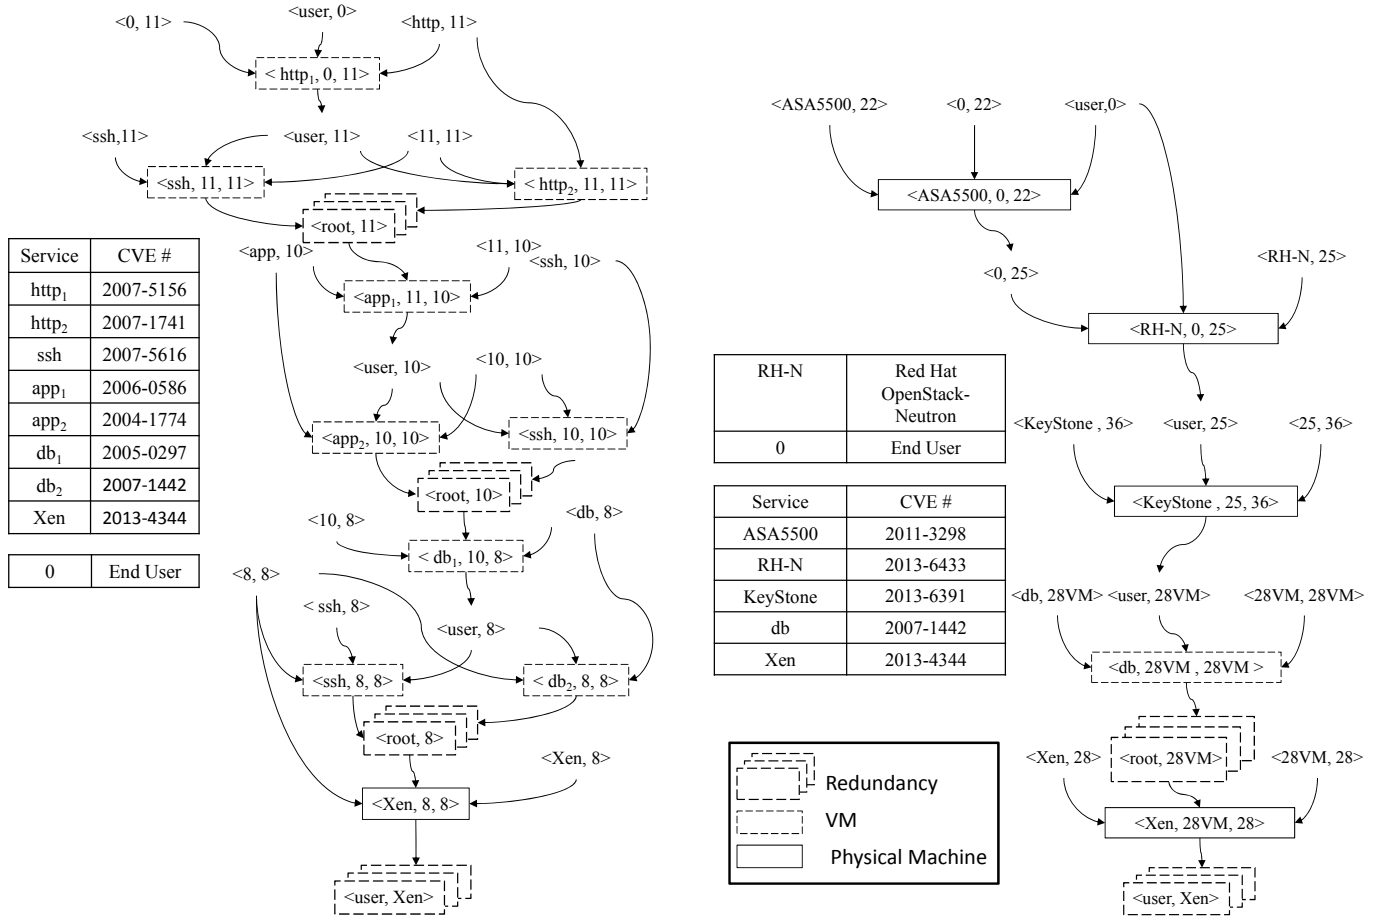 <0, 11>
<user, 0>
<http, 11>
< http1, 0, 11>
<ssh,11>
<user, 11>
<11, 11>
<ssh, 11, 11>
< http2, 11, 11>
<root, 11>
<app, 10>
<11, 10>
<ssh, 10>
<app1, 11, 10>
<user, 10>
<10, 10>
<app2, 10, 10>
<ssh, 10, 10>
<root, 10>
<10, 8>
<db, 8>
< db1, 10, 8>
<8, 8>
< ssh, 8>
<user, 8>
<ssh, 8, 8>
< db2, 8, 8>
<root, 8>
<Xen, 8>
<Xen, 8, 8>
<user, Xen>
Service CVE #
http1 2007-5156
http2 2007-1741
ssh 2007-5616
app1 2006-0586
app2 2004-1774
db1 2005-0297
db2 2007-1442
Xen 2013-4344
0 End User
<ASA5500, 22>
<0, 22>
<user,0>
<ASA5500, 0, 22>
<0, 25>
<RH-N, 25>
<RH-N, 0, 25>
<KeyStone , 36>
<user, 25>
<25, 36>
<KeyStone , 25, 36>
<db, 28VM>
<user, 28VM>
<28VM, 28VM>
<db, 28VM , 28VM >
<root, 28VM>
<Xen, 28>
<28VM, 28>
<Xen, 28VM, 28>
<user, Xen>
RH-N Red Hat
OpenStack-
Neutron
0 End User
Service CVE #
ASA5500 2011-3298
RH-N 2013-6433
KeyStone 2013-6391
db 2007-1442
Xen 2013-4344
Redundancy
VM
Physical Machine